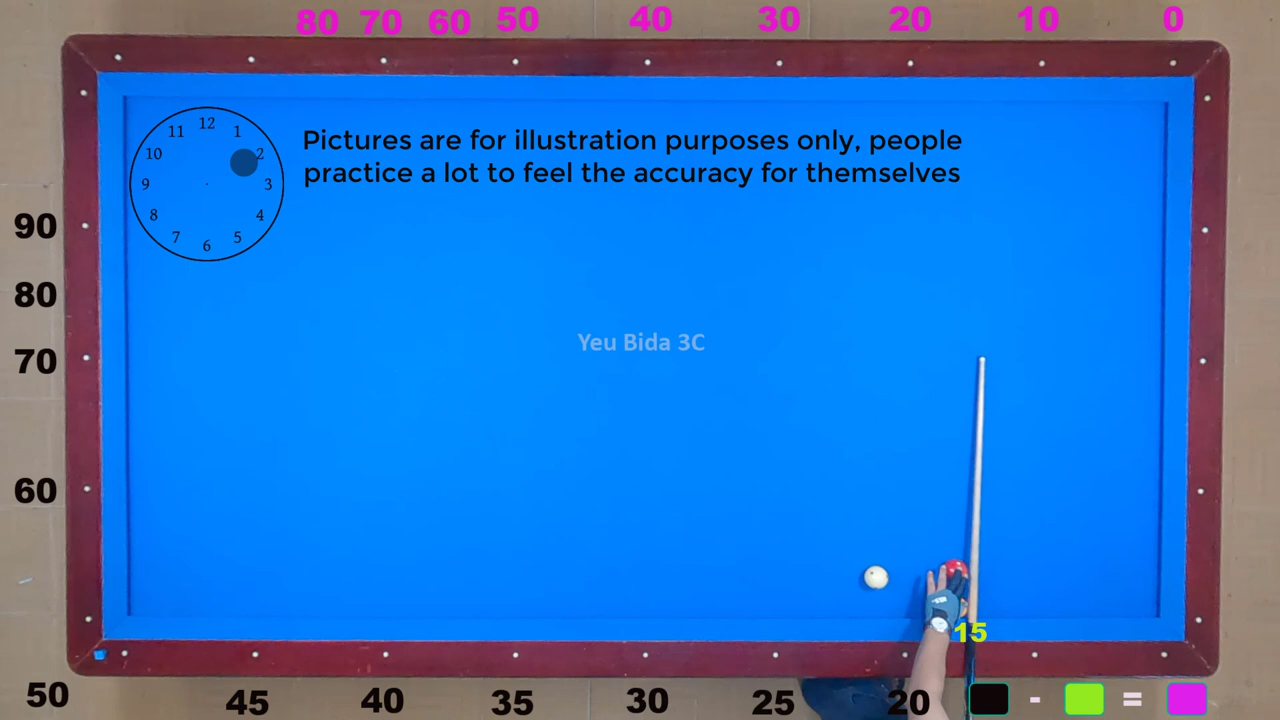 80 70 60 50 40 30 20 10 0
12
11 1
10 2
9 3
8 4
7 5
6
Pictures are for illustration purposes only, people
practice a lot to feel the accuracy for themselves
90
80
70
60
Yeu Bida 3C
15
50 45 40 35 30 25 20 - =